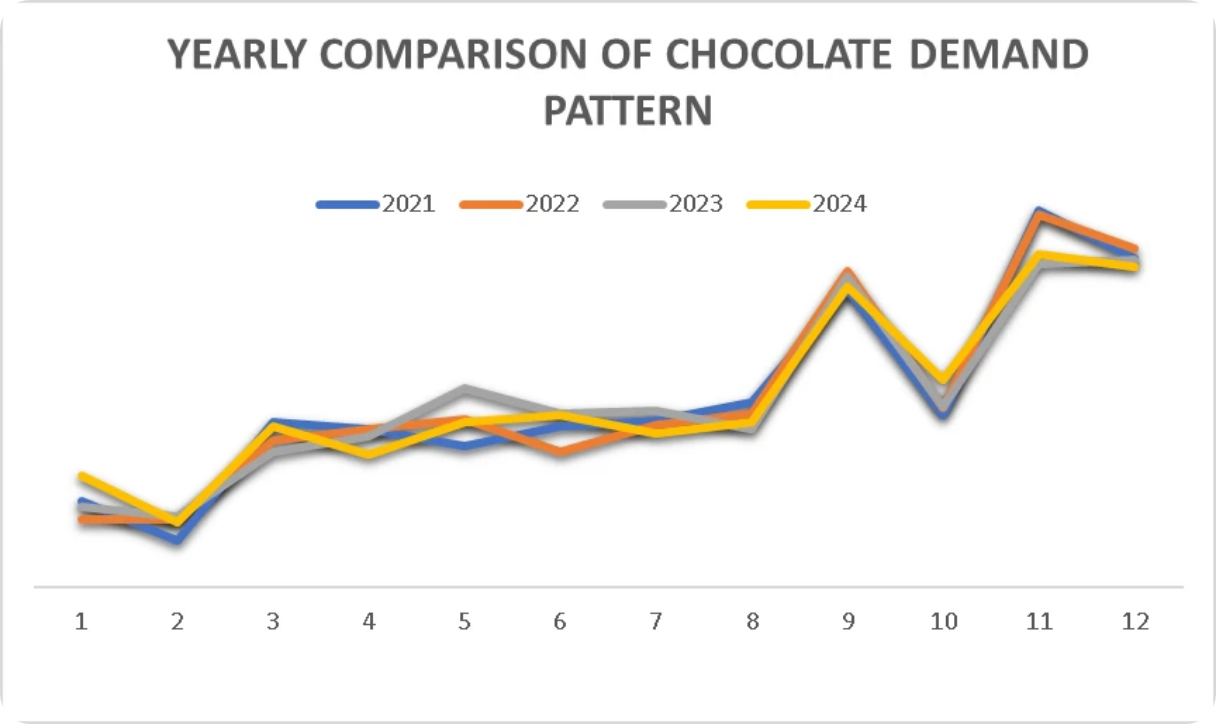 YEARLY COMPARISON OF CHOCOLATE DEMAND
PATTERN
2021 2022 2023 2024
1 2 3 4 5 6 7 8 9 10 11 12